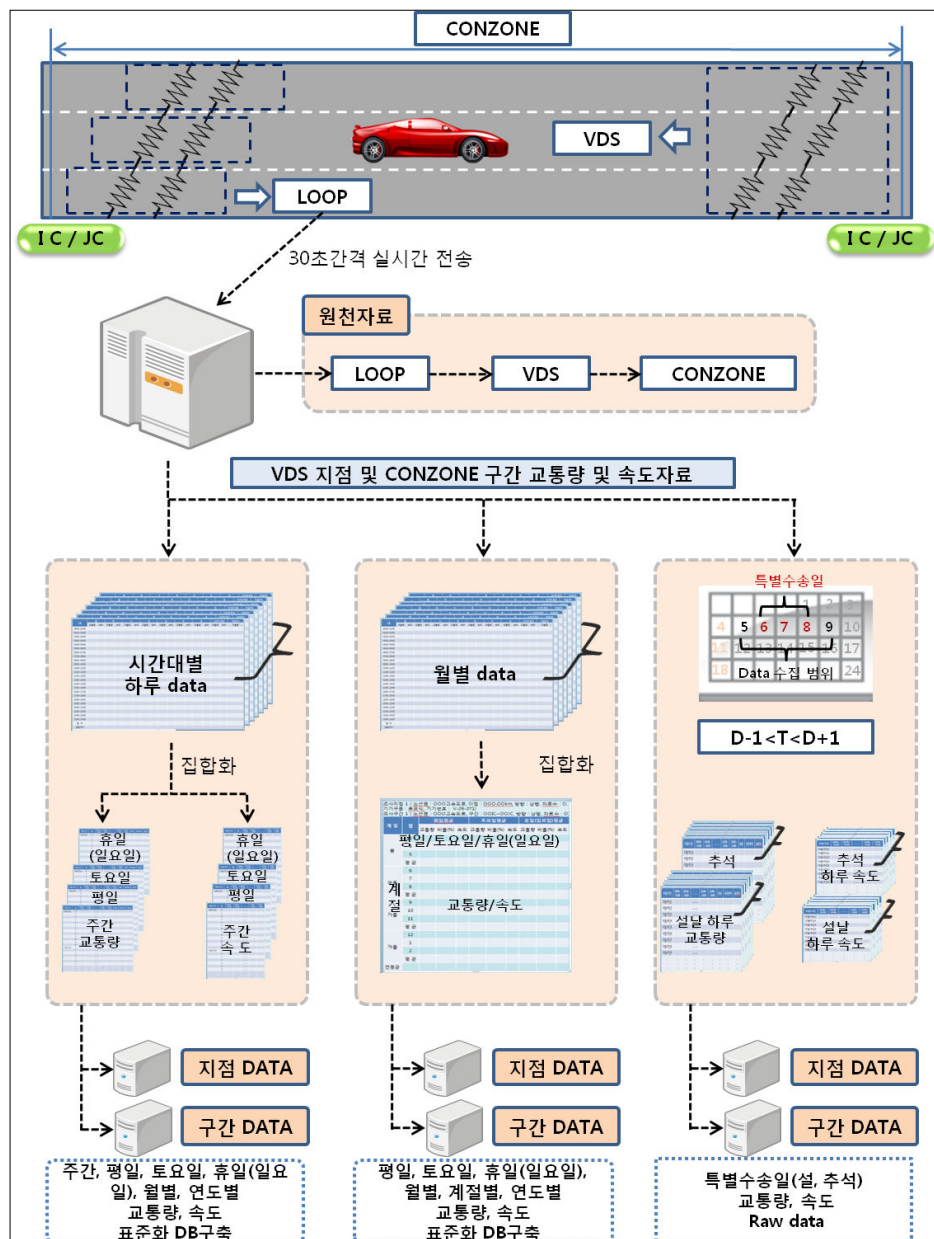 CONZONE
VDS
LOOP
I C / JC
I C / JC
30초간격 실시간 전송
원천자료
LOOP
VDS
CONZONE
VDS 지점 및 CONZONE 구간 교통량 및 속도자료
시간대별
하루 data
집합화
휴일
(일요일)
토요일
평일
주간
교통량
휴일
(일요일)
토요일
평일
주간
속 도
월별 data
집합화
평일/토요일/휴일(일요일)
계
절
교통량/속도
특별수송일
1 2 3
4 5 6 7 8 9 10
11 12 13 14 15 16 17
18 24
Data 수집 범위
D-1<T<D+1
추석
추석
하루 속도
설날 하루
교통량
설날
하루 속도
지점 DATA
구간 DATA
주간, 평일, 토요일, 휴일(일요
일), 월별, 연도별
교통량, 속도
표준화 DB구축
지점 DATA
구간 DATA
평일, 토요일, 휴일(일요일),
월별, 계절별, 연도별
교통량, 속도
표준화 DB구축
지점 DATA
구간 DATA
특별수송일(설, 추석)
교통량, 속도
Raw data